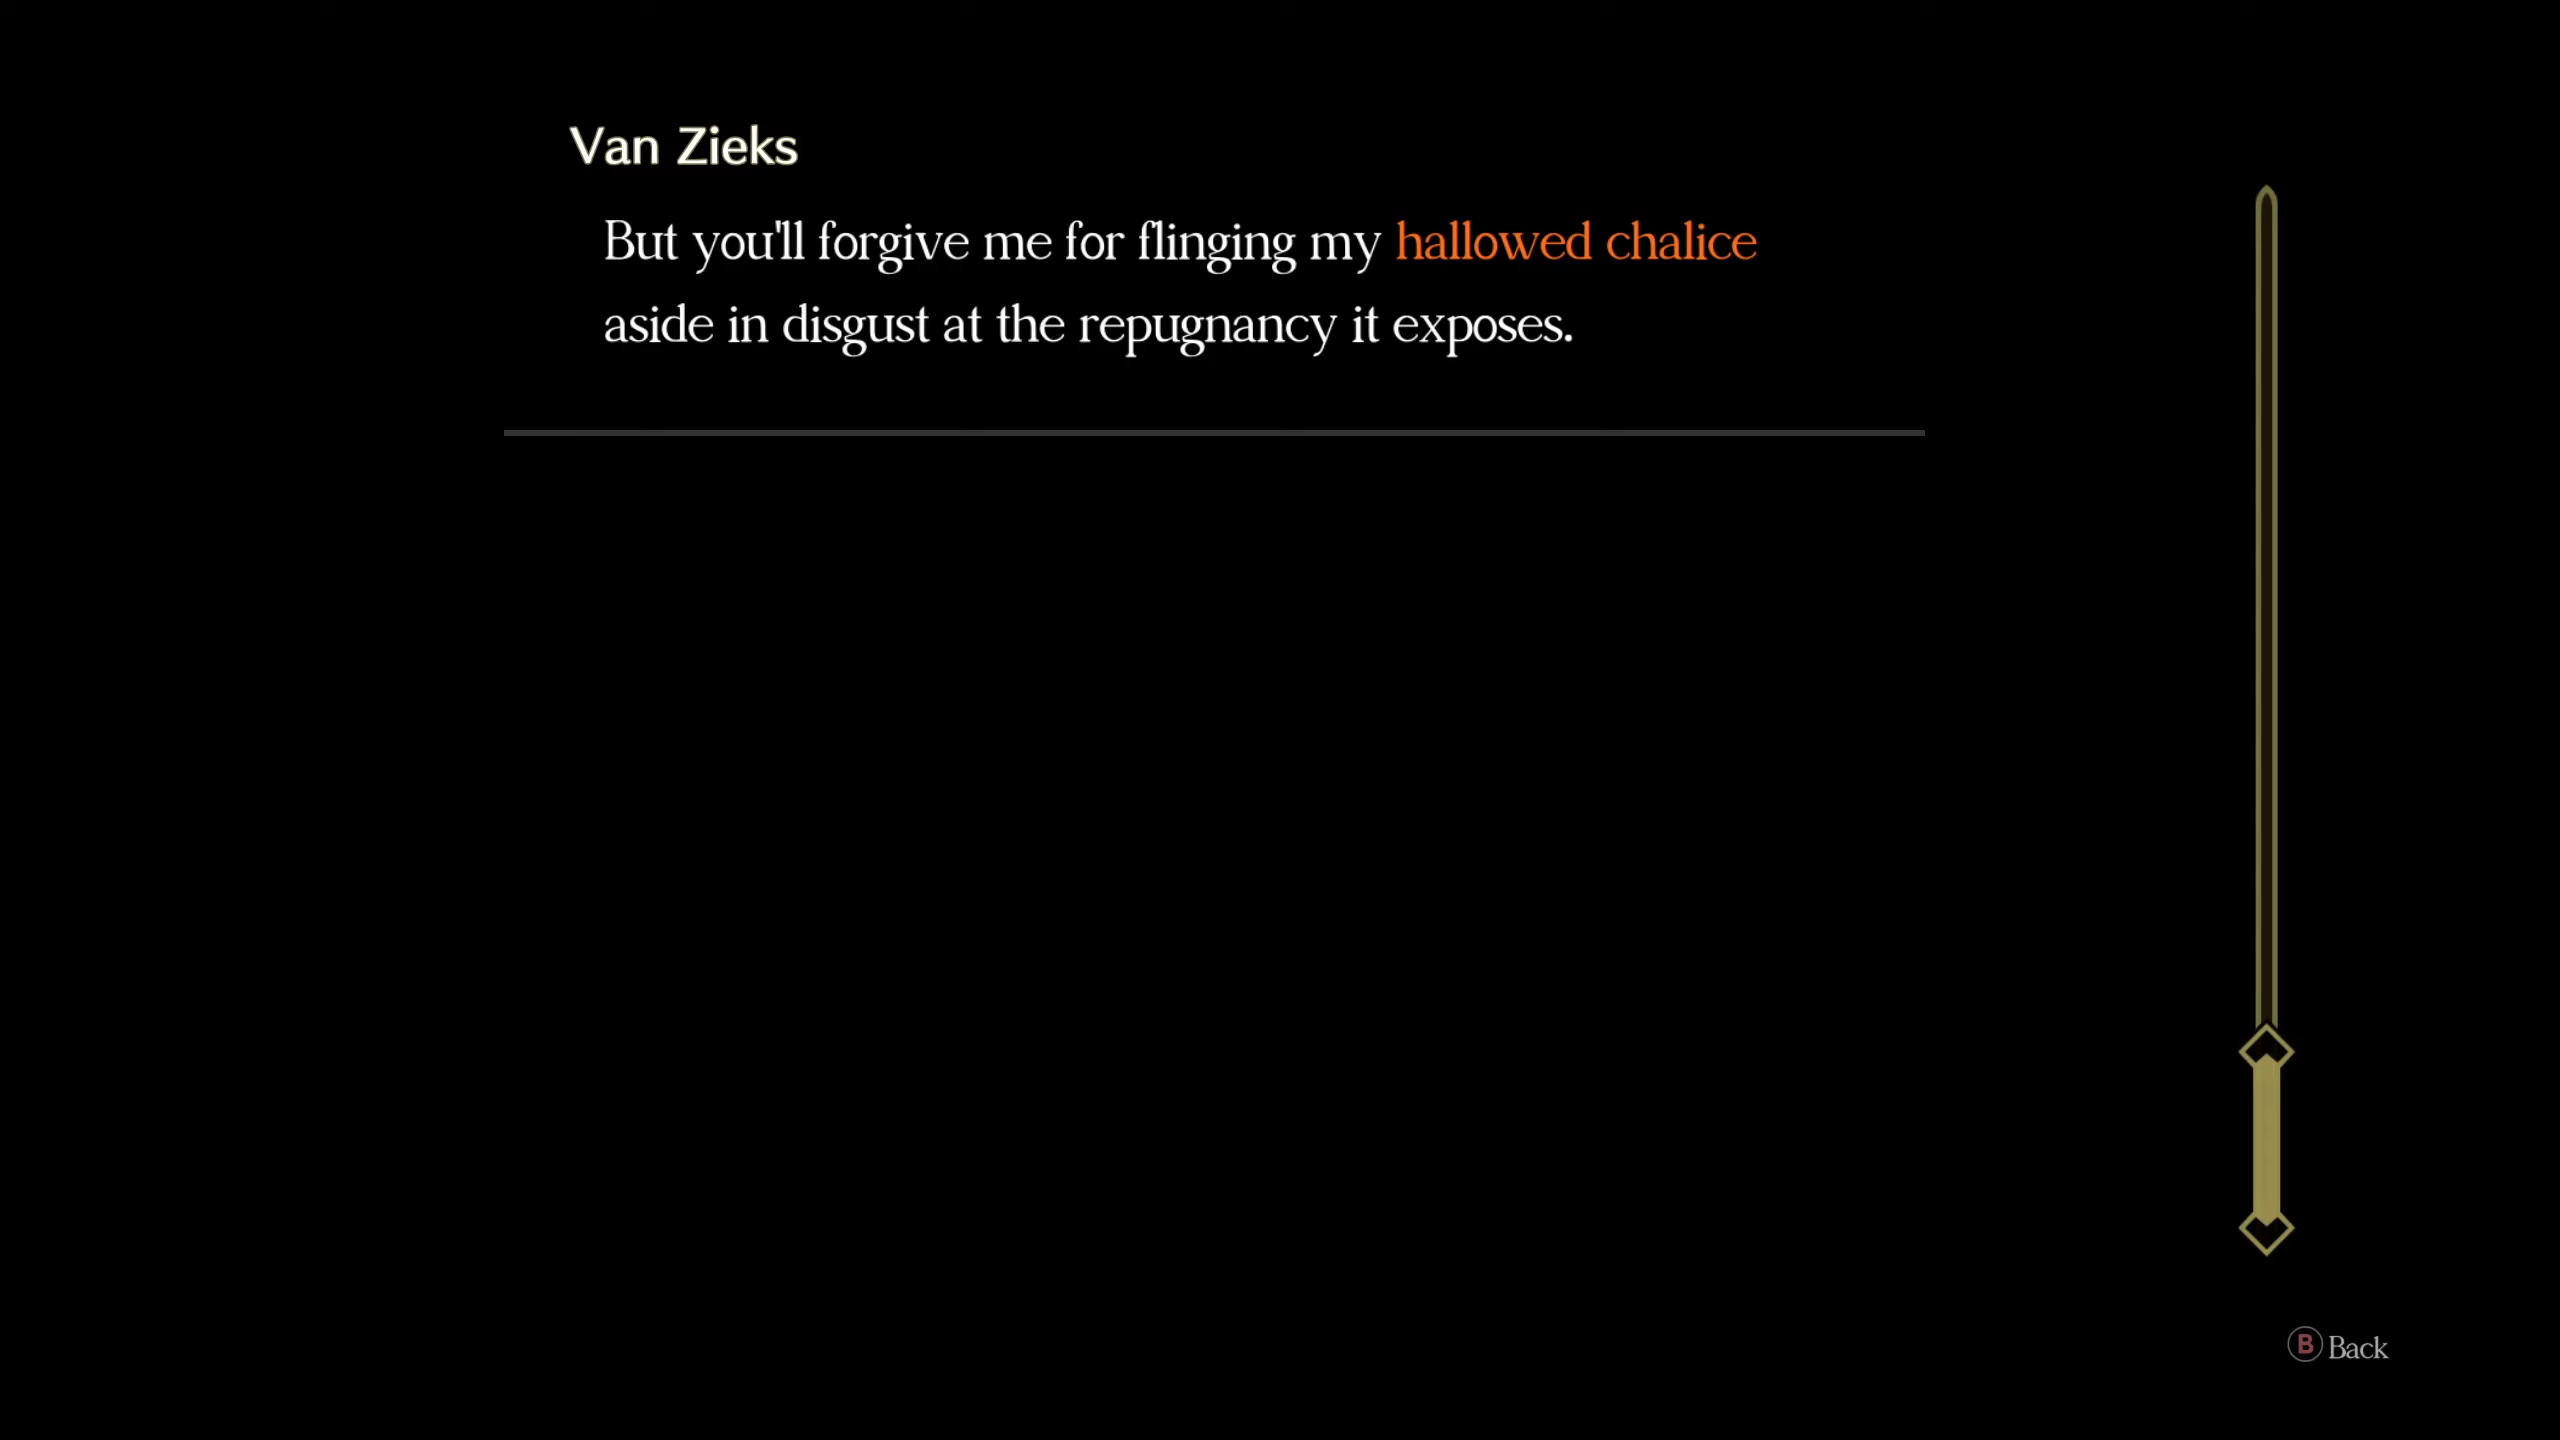 Van Zieks
But you'll forgive me for flinging my hallowed chalice
aside in disgust at the repugnancy it exposes.
B Back